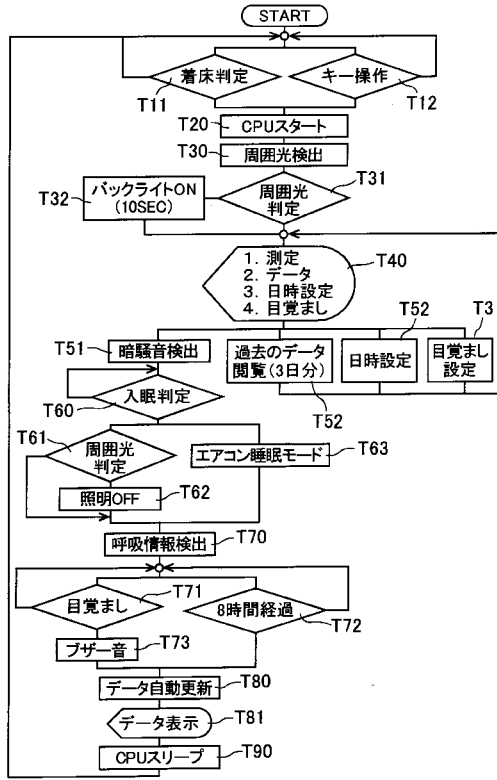 START
着床判定
キー操作
T11
T12
T20
CPUスタート
T30
周囲光検出
T31
T32
バックライトON
(10SEC)
周囲光
判定
T40
1. 測定
2. データ
3. 日時設定
4. 目覚まし
T51
暗騒音検出
過去のデータ
閲覧(3日分)
T52
T52
日時設定
T3
目覚まし
設定
T60
入眠判定
T61
周囲光
判定
エアコン睡眠モード
T63
照明OFF
T62
呼吸情報検出
T70
目覚まし
T71
8時間経過
T72
ブザー音
T73
データ自動更新
T80
データ表示
T81
CPUスリープ
T90